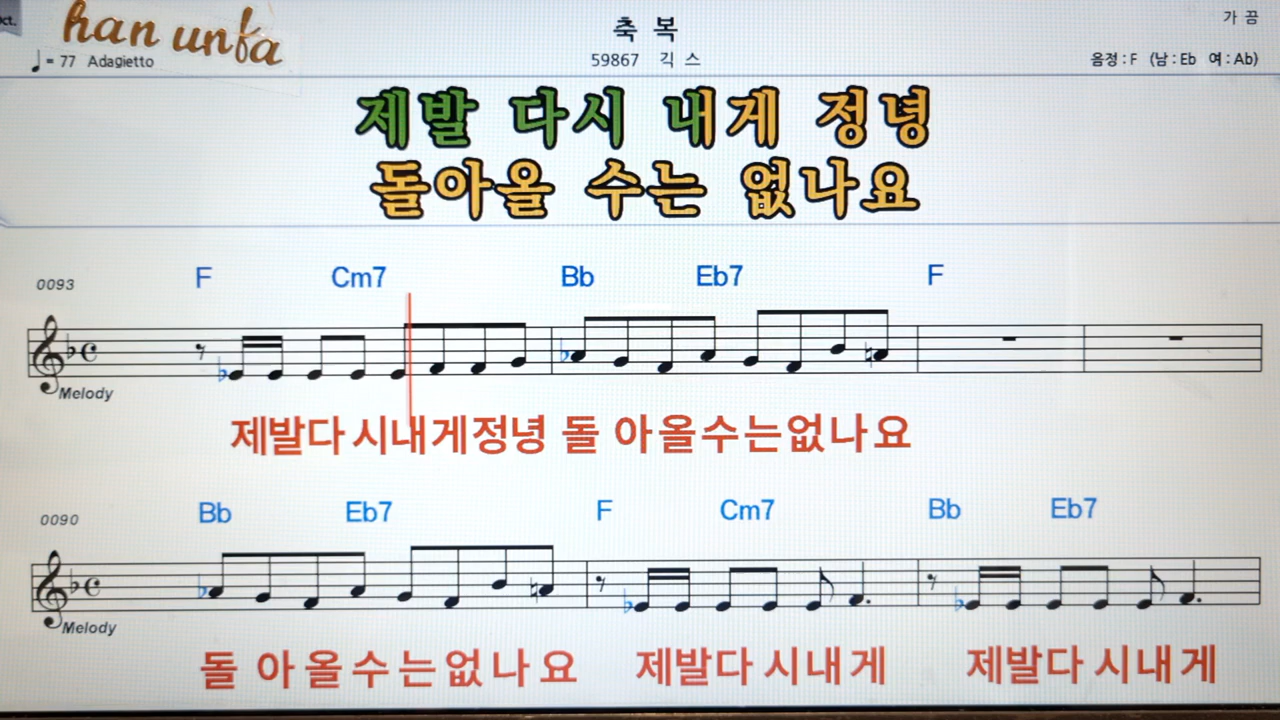 oct.
han unfa
축 복
가 끔
♩= 77 Adagietto
59867 긱 스
음정 : F (남 : Eb 여 : Ab)
제발 다시 내게 정녕
돌아올 수는 없나요
0093 F Cm7 Bb Eb7 F
Melody
제발다시내게정녕 돌 아올수는없나요
0090 Bb Eb7 F Cm7 Bb Eb7
Melody
돌 아 올 수 는 없 나 요 제발다 시내게 제발다 시내게